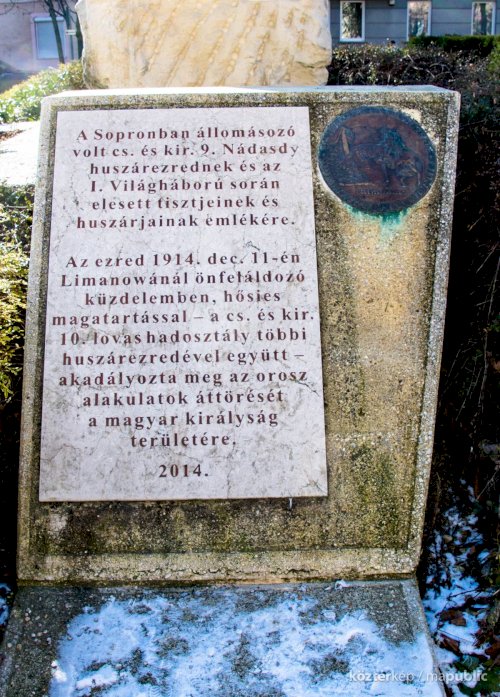 A Sopronban állomásozó
volt cs. és kir. 9. Nádasdy
huszárezrednek és az
I. Világháború során
elesett tisztjeinek és
huszárjainak emlékére.
Az ezred 1914. dec. 11-én
Limanowánál önfeláldozó
küzdelemben, hősies
magatartással – a cs. és kir.
10. lovashadosztály többi
huszárezredével együtt –
akadályozta meg az orosz
alakulatok áttörését
a magyar királyság
területére.
2014.
köztérkép / mapublic